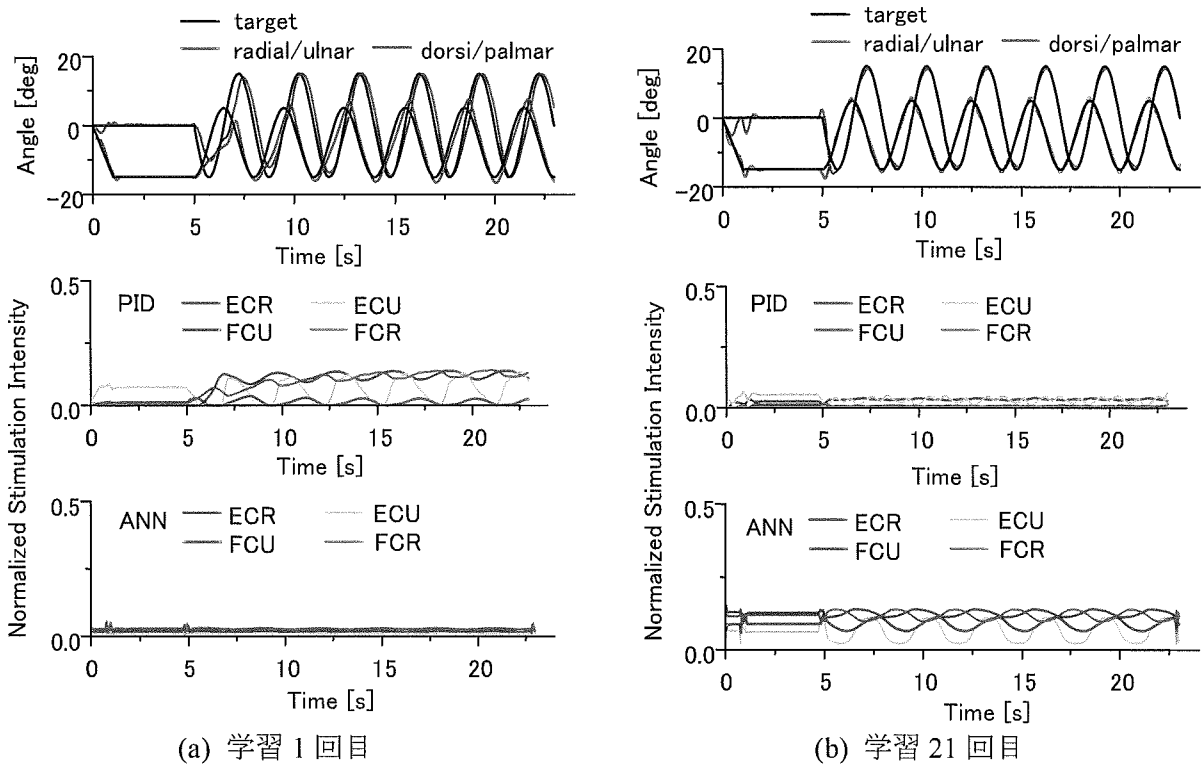 target
radial/ulnar dorsi/palmar
20
0
-20
Angle [deg]
0 5 10 15 20
Time [s]
Normalized Stimulation Intensity
0.5
PID
ECR ECU
FCU FCR
0.0
0 5 10 15 20
Time [s]
0.5
ANN
ECR ECU
FCU FCR
0.0
0 5 10 15 20
Time [s]
(a) 学習 1 回目
target
radial/ulnar dorsi/palmar
20
0
-20
Angle [deg]
0 5 10 15 20
Time [s]
Normalized Stimulation Intensity
0.5
PID
ECR ECU
FCU FCR
0.0
0 5 10 15 20
Time [s]
0.5
ANN
ECR ECU
FCU FCR
0.0
0 5 10 15 20
Time [s]
(b) 学習 21 回目